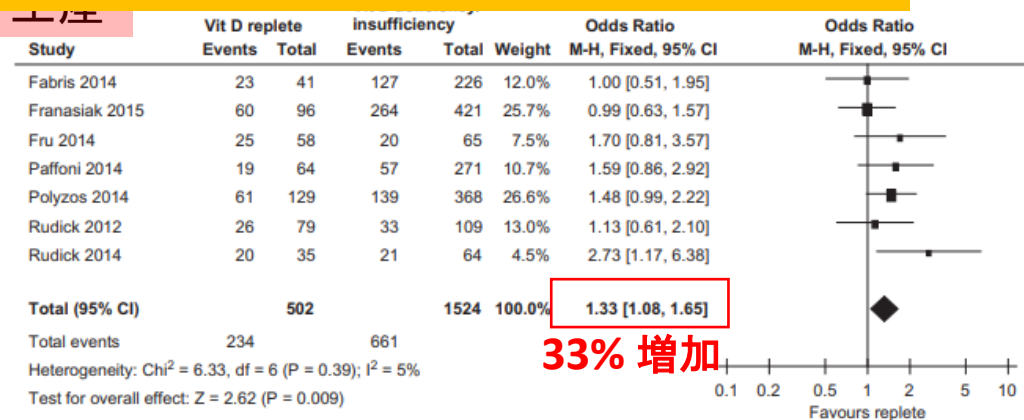 Vit D replete insufficiency Odds Ratio Odds Ratio
Study Events Total Events Total Weight M-H, Fixed, 95% CI M-H, Fixed, 95% CI
Fabris 2014 23 41 127 226 12.0% 1.00 [0.51, 1.95]
Franasiak 2015 60 96 264 421 25.7% 0.99 [0.63, 1.57]
Fru 2014 25 58 20 65 7.5% 1.70 [0.81, 3.57]
Paffoni 2014 19 64 57 271 10.7% 1.59 [0.86, 2.92]
Polyzos 2014 61 129 139 368 26.6% 1.48 [0.99, 2.22]
Rudick 2012 26 79 33 109 13.0% 1.13 [0.61, 2.10]
Rudick 2014 20 35 21 64 4.5% 2.73 [1.17, 6.38]
Total (95% CI) 502 1524 100.0% 1.33 [1.08, 1.65]
Total events 234 661
33% 増加
Heterogeneity: Chi² = 6.33, df = 6 (P = 0.39); I² = 5%
Test for overall effect: Z = 2.62 (P = 0.009)
0.1 0.2 0.5 1 2 5 10
Favours replete